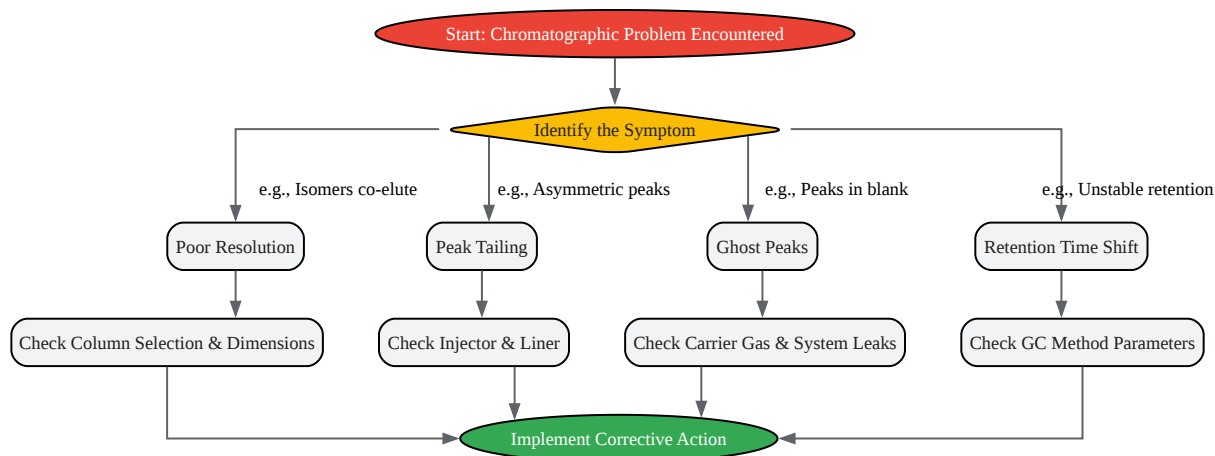 Start: Chromatographic Problem Encountered
Identify the Symptom
e.g., Isomers co-elute
e.g., Asymmetric peaks
e.g., Peaks in blank
e.g., Unstable retention
Poor Resolution
Peak Tailing
Ghost Peaks
Retention Time Shift
Check Column Selection & Dimensions
Check Injector & Liner
Check Carrier Gas & System Leaks
Check GC Method Parameters
Implement Corrective Action